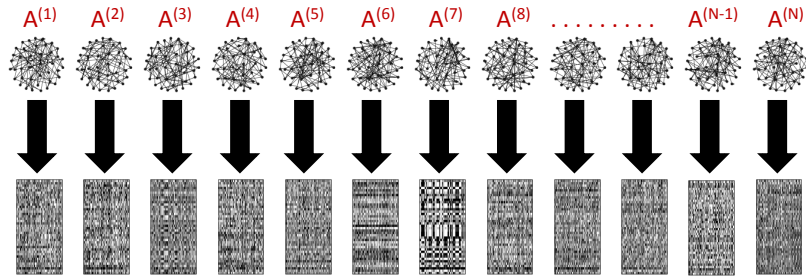 A(1) A(2) A(3) A(4) A(5) A(6) A(7) A(8) . . . . . . . . . A(N-1) A(N)